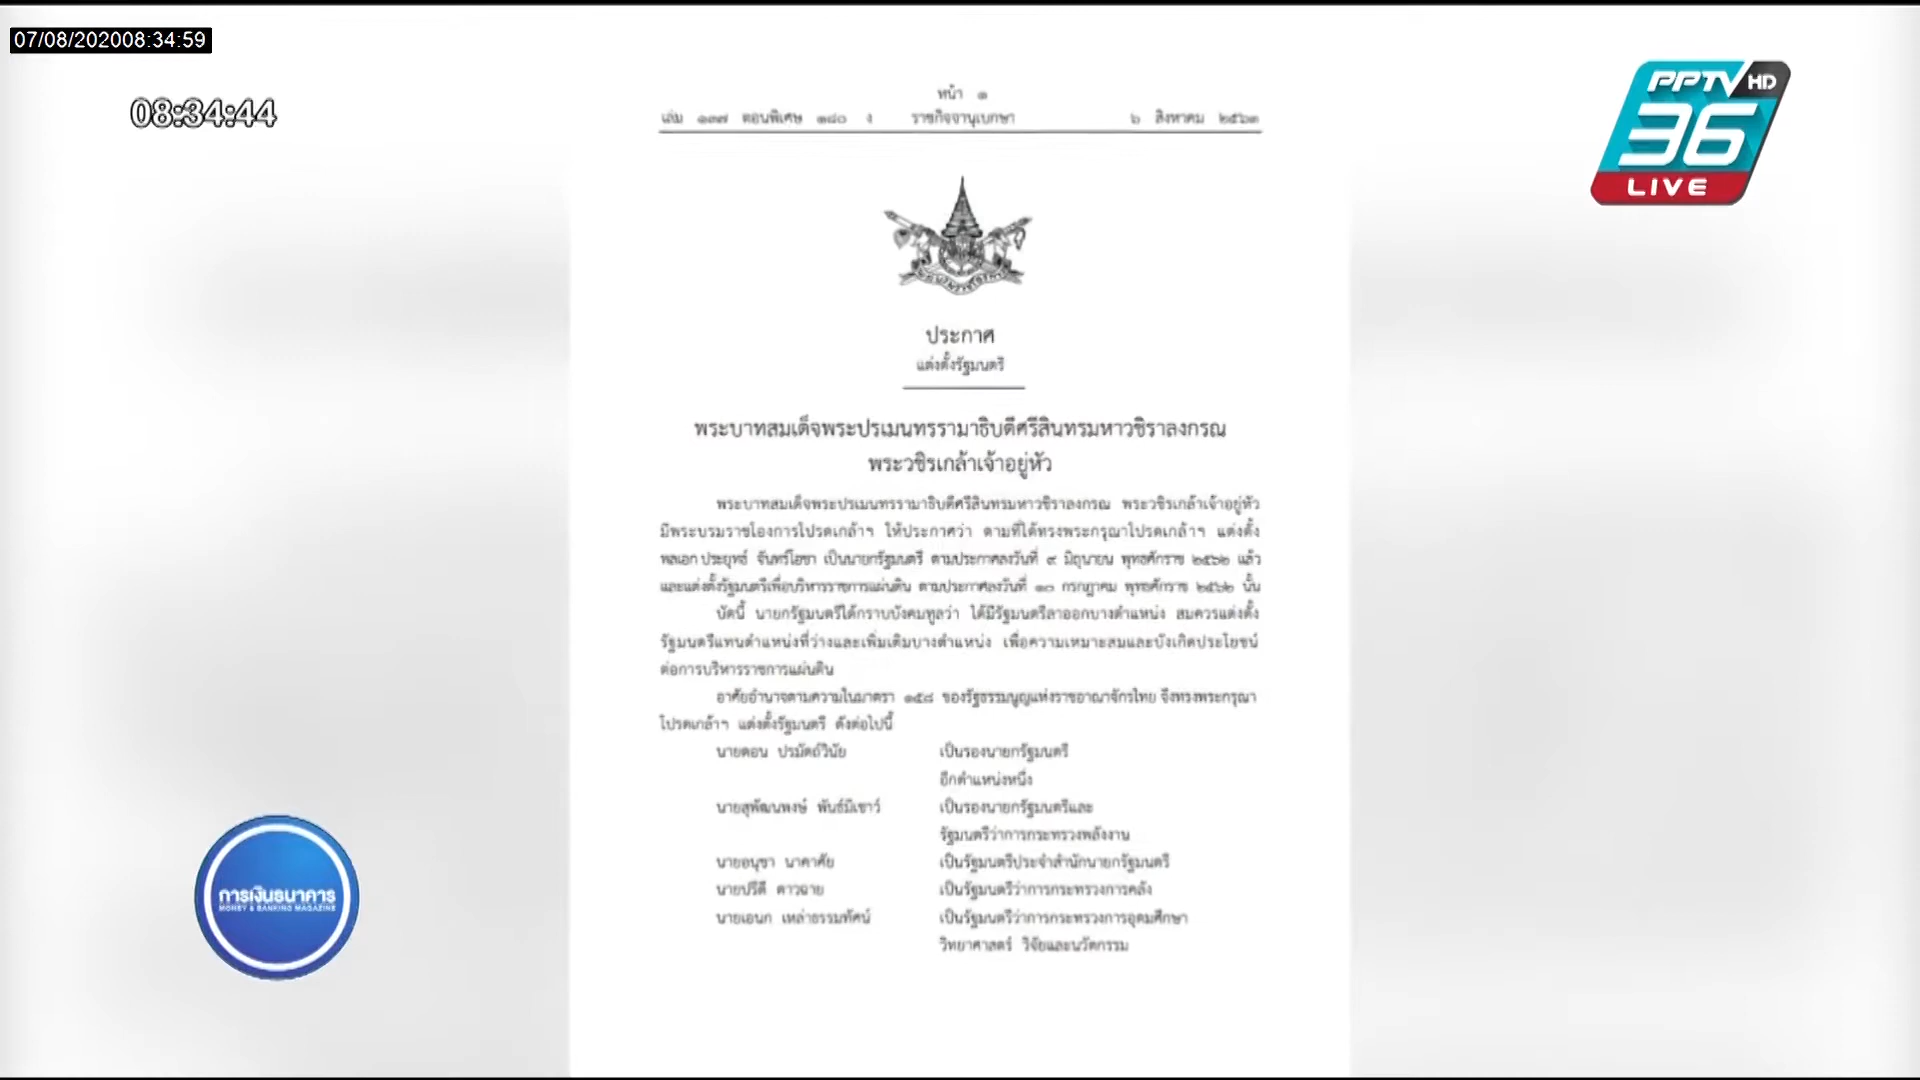 07/08/202008:34:59
08:34:44
PPTV HD
36
LIVE
หน้า ๑
เล่ม ๑๓๗ ตอนพิเศษ ๑๘๐ ง ราชกิจจานุเบกษา ๖ สิงหาคม ๒๕๖๓
ประกาศ
แต่งตั้งรัฐมนตรี
พระบาทสมเด็จพระปรเมนทรรามาธิบดีศรีสินทรมหาวชิราลงกรณ
พระวชิรเกล้าเจ้าอยู่หัว
พระบาทสมเด็จพระปรเมนทรรามาธิบดีศรีสินทรมหาวชิราลงกรณ พระวชิรเกล้าเจ้าอยู่หัว
มีพระบรมราชโองการโปรดเกล้าฯ ให้ประกาศว่า ตามที่ได้ทรงพระกรุณาโปรดเกล้าฯ แต่งตั้ง
พลเอก ประยุทธ์ จันทร์โอชา เป็นนายกรัฐมนตรี ตามประกาศลงวันที่ ๙ มิถุนายน พุทธศักราช ๒๕๖๒ แล้ว
และแต่งตั้งรัฐมนตรีเพื่อบริหารราชการแผ่นดิน ตามประกาศลงวันที่ ๑๐ กรกฎาคม พุทธศักราช ๒๕๖๒ นั้น
บัดนี้ นายกรัฐมนตรีได้กราบบังคมทูลว่า ได้มีรัฐมนตรีลาออกบางตำแหน่ง สมควรแต่งตั้ง
รัฐมนตรีแทนตำแหน่งที่ว่างและเพิ่มเติมบางตำแหน่ง เพื่อความเหมาะสมและบังเกิดประโยชน์
ต่อการบริหารราชการแผ่นดิน
อาศัยอำนาจตามความในมาตรา ๑๕๘ ของรัฐธรรมนูญแห่งราชอาณาจักรไทย จึงทรงพระกรุณา
โปรดเกล้าฯ แต่งตั้งรัฐมนตรี ดังต่อไปนี้
นายดอน ปรมัตถ์วินัย เป็นรองนายกรัฐมนตรี
อีกตำแหน่งหนึ่ง
นายสุพัฒนพงษ์ พันธ์มีเชาว์ เป็นรองนายกรัฐมนตรีและ
รัฐมนตรีว่าการกระทรวงพลังงาน
นายอนุชา นาคาศัย เป็นรัฐมนตรีประจำสำนักนายกรัฐมนตรี
นายปรีดี ดาวฉาย เป็นรัฐมนตรีว่าการกระทรวงการคลัง
นายเอนก เหล่าธรรมทัศน์ เป็นรัฐมนตรีว่าการกระทรวงการอุดมศึกษา
วิทยาศาสตร์ วิจัยและนวัตกรรม
การเงินธนาคาร
MONEY & BANKING MAGAZINE